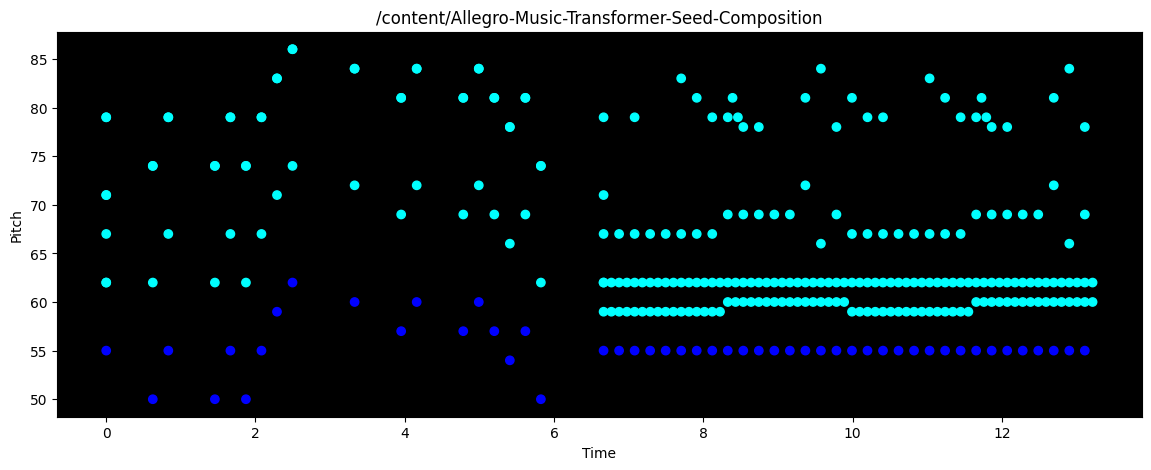 /content/Allegro-Music-Transformer-Seed-Composition
Pitch
85
80
75
70
65
60
55
50
0 2 4 6 8 10 12
Time